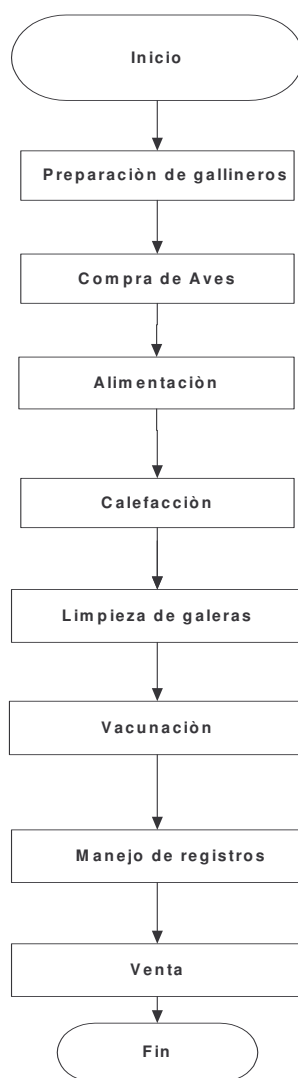 Inicio
Preparaciòn de gallineros
Compra de Aves
Alimentaciòn
Calefacciòn
Limpieza de galeras
Vacunaciòn
Manejo de registros
Venta
Fin